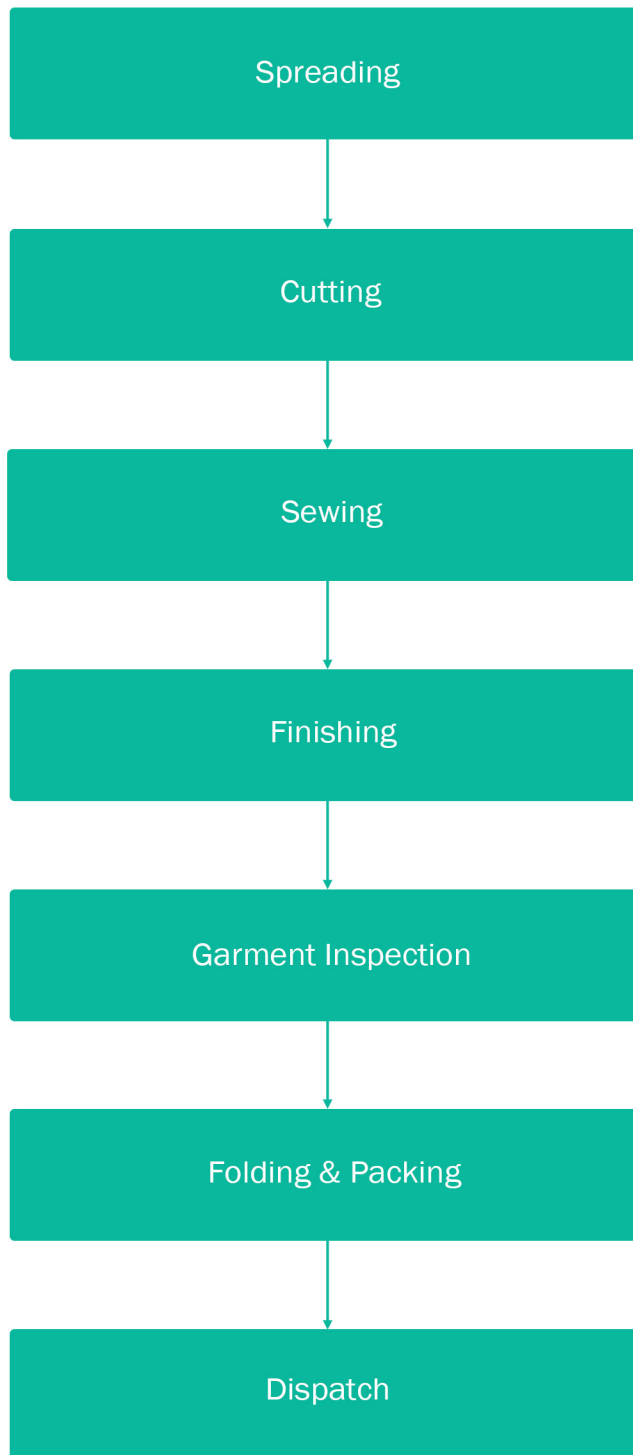 Spreading
Cutting
Sewing
Finishing
Garment Inspection
Folding & Packing
Dispatch